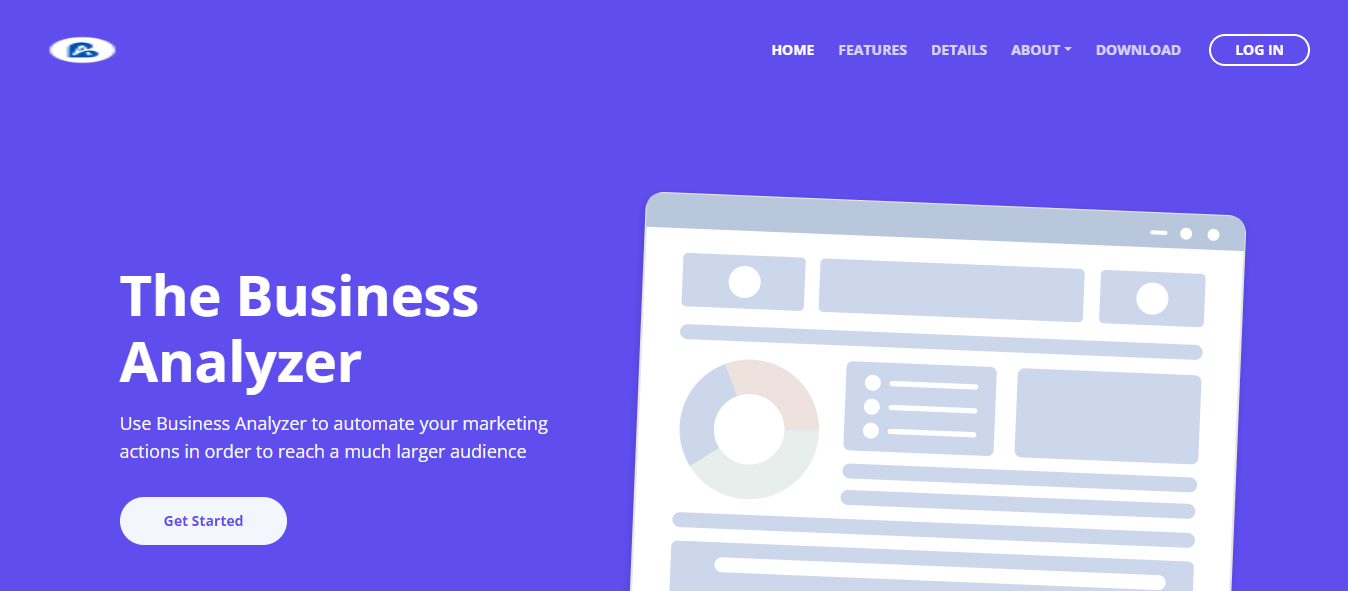 HOME FEATURES DETAILS ABOUT DOWNLOAD LOG IN
The Business
Analyzer
Use Business Analyzer to automate your marketing
actions in order to reach a much larger audience
Get Started